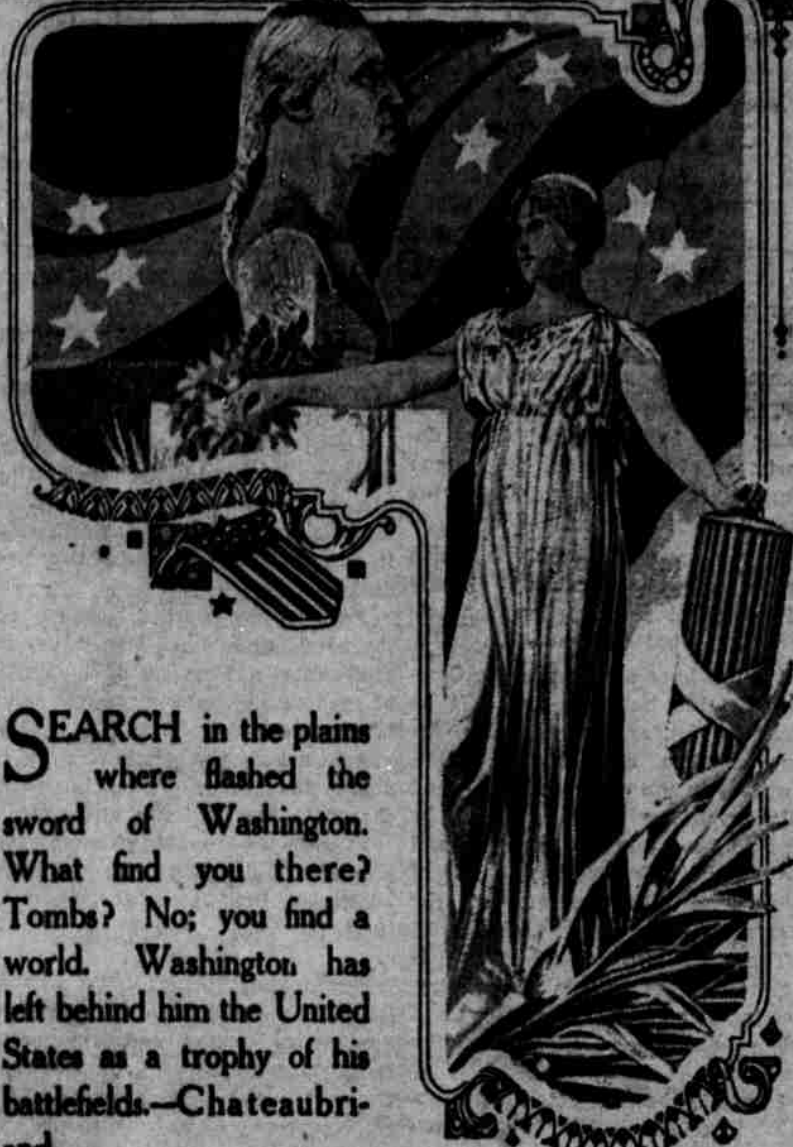 SEARCH in the plains
where flashed the
sword of Washington.
What find you there?
Tombs? No; you find a
world. Washington has
left behind him the United
States as a trophy of his
battlefields.—Chateaubri-
and.